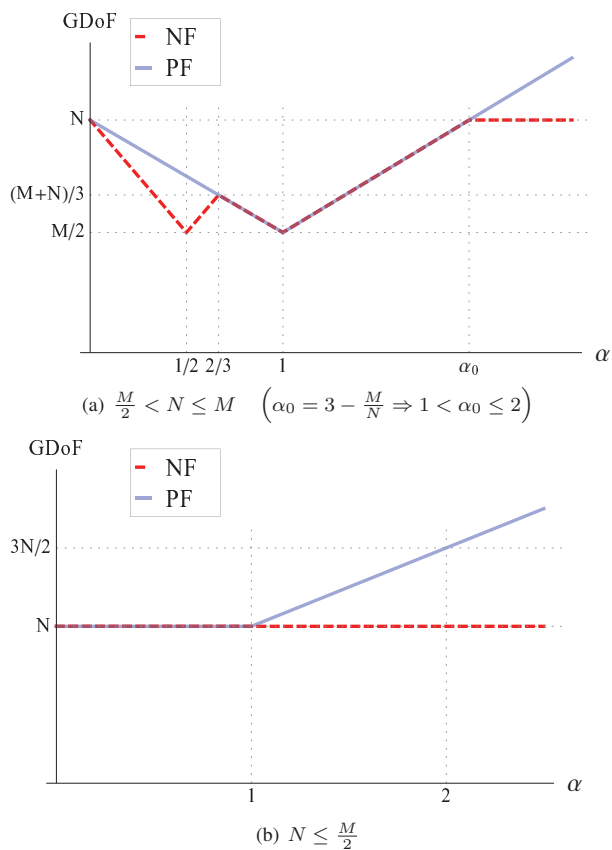 GDoF
NF
PF
N
(M+N)/3
M/2
1/2 2/3 1 α₀ α
(a) M/2 < N ≤ M (α₀ = 3 − M/N ⇒ 1 < α₀ ≤ 2)
GDoF
NF
PF
3N/2
N
1 2 α
(b) N ≤ M/2